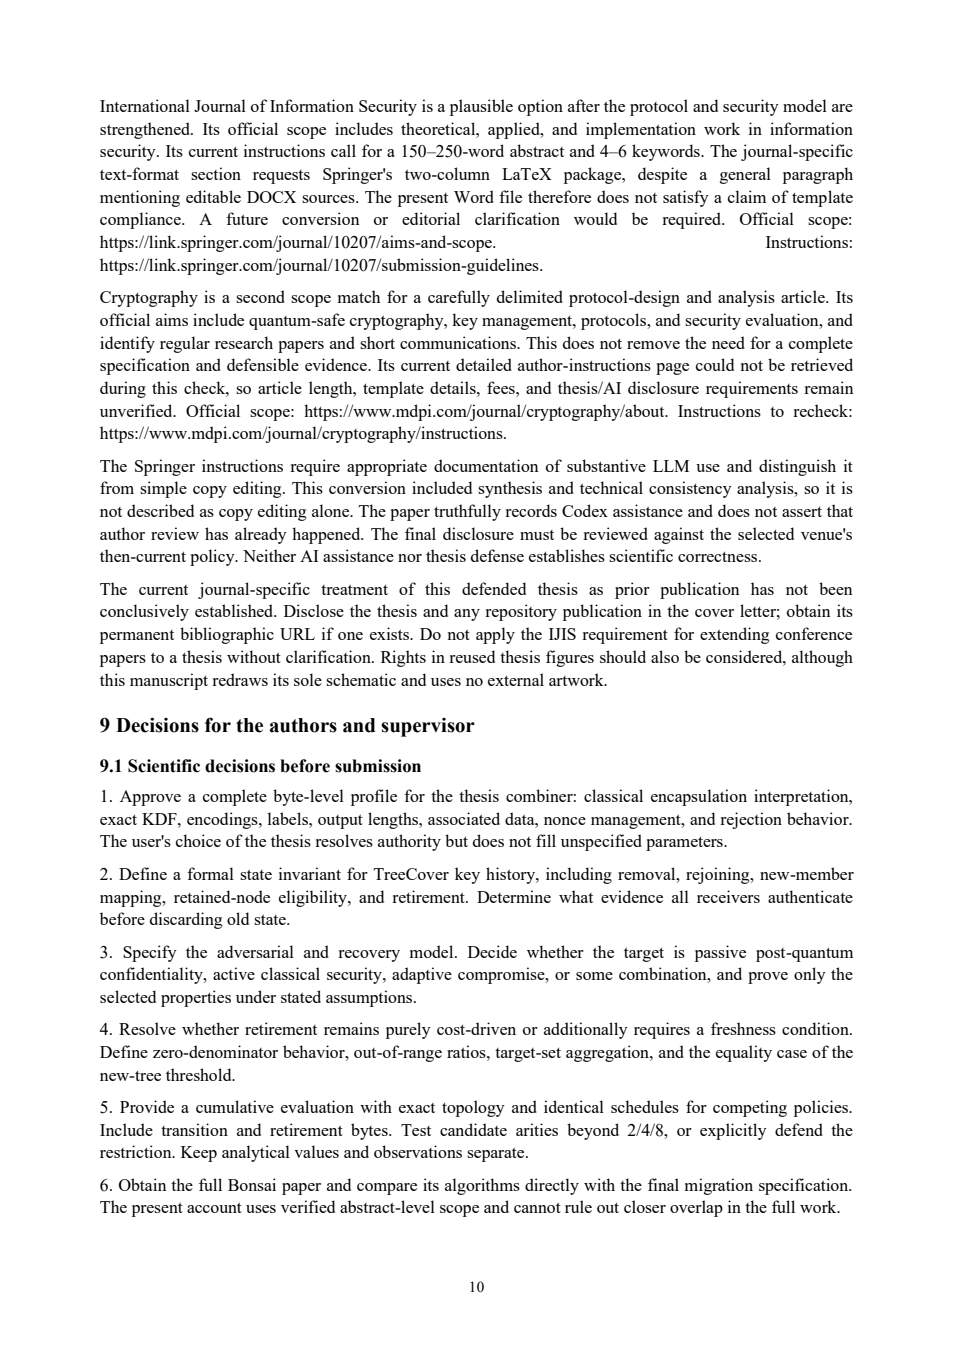 International Journal of Information Security is a plausible option after the protocol and security model are
strengthened. Its official scope includes theoretical, applied, and implementation work in information
security. Its current instructions call for a 150–250-word abstract and 4–6 keywords. The journal-specific
text-format section requests Springer's two-column LaTeX package, despite a general paragraph
mentioning editable DOCX sources. The present Word file therefore does not satisfy a claim of template
compliance. A future conversion or editorial clarification would be required. Official scope:
https://link.springer.com/journal/10207/aims-and-scope. Instructions:
https://link.springer.com/journal/10207/submission-guidelines.
Cryptography is a second scope match for a carefully delimited protocol-design and analysis article. Its
official aims include quantum-safe cryptography, key management, protocols, and security evaluation, and
identify regular research papers and short communications. This does not remove the need for a complete
specification and defensible evidence. Its current detailed author-instructions page could not be retrieved
during this check, so article length, template details, fees, and thesis/AI disclosure requirements remain
unverified. Official scope: https://www.mdpi.com/journal/cryptography/about. Instructions to recheck:
https://www.mdpi.com/journal/cryptography/instructions.
The Springer instructions require appropriate documentation of substantive LLM use and distinguish it
from simple copy editing. This conversion included synthesis and technical consistency analysis, so it is
not described as copy editing alone. The paper truthfully records Codex assistance and does not assert that
author review has already happened. The final disclosure must be reviewed against the selected venue's
then-current policy. Neither AI assistance nor thesis defense establishes scientific correctness.
The current journal-specific treatment of this defended thesis as prior publication has not been
conclusively established. Disclose the thesis and any repository publication in the cover letter; obtain its
permanent bibliographic URL if one exists. Do not apply the IJIS requirement for extending conference
papers to a thesis without clarification. Rights in reused thesis figures should also be considered, although
this manuscript redraws its sole schematic and uses no external artwork.
9 Decisions for the authors and supervisor
9.1 Scientific decisions before submission
1. Approve a complete byte-level profile for the thesis combiner: classical encapsulation interpretation,
exact KDF, encodings, labels, output lengths, associated data, nonce management, and rejection behavior.
The user's choice of the thesis resolves authority but does not fill unspecified parameters.
2. Define a formal state invariant for TreeCover key history, including removal, rejoining, new-member
mapping, retained-node eligibility, and retirement. Determine what evidence all receivers authenticate
before discarding old state.
3. Specify the adversarial and recovery model. Decide whether the target is passive post-quantum
confidentiality, active classical security, adaptive compromise, or some combination, and prove only the
selected properties under stated assumptions.
4. Resolve whether retirement remains purely cost-driven or additionally requires a freshness condition.
Define zero-denominator behavior, out-of-range ratios, target-set aggregation, and the equality case of the
new-tree threshold.
5. Provide a cumulative evaluation with exact topology and identical schedules for competing policies.
Include transition and retirement bytes. Test candidate arities beyond 2/4/8, or explicitly defend the
restriction. Keep analytical values and observations separate.
6. Obtain the full Bonsai paper and compare its algorithms directly with the final migration specification.
The present account uses verified abstract-level scope and cannot rule out closer overlap in the full work.
10